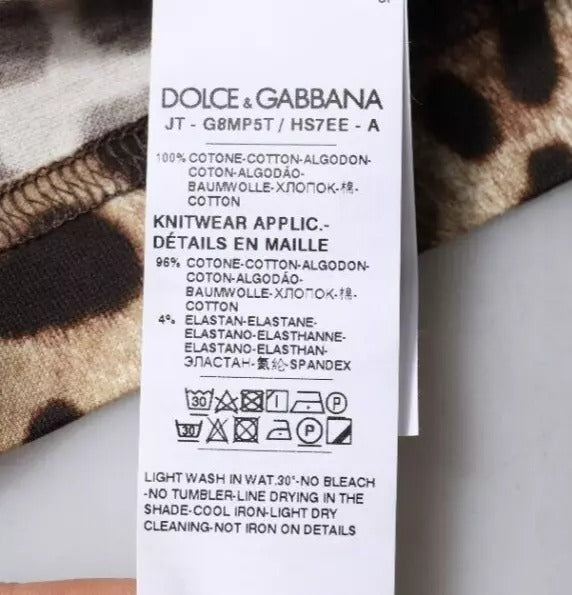 DOLCE & GABBANA
JT - G8MP5T / HS7EE - A
100% COTONE-COTTON-ALGODON-
COTON-ALGODÃO-
BAUMWOLLE-ХЛОПОК-棉-
COTTON
KNITWEAR APPLIC.-
DÉTAILS EN MAILLE
96% COTONE-COTTON-ALGODON-
COTON-ALGODÃO-
BAUMWOLLE-ХЛОПОК-棉-
COTTON
4% ELASTAN-ELASTANE-
ELASTANO-ELASTHANNE-
ELASTANO-ELASTHAN-
ЭЛАСТАН-氨纶-SPANDEX
30 P
30 P
LIGHT WASH IN WAT.30°-NO BLEACH
-NO TUMBLER-LINE DRYING IN THE
SHADE-COOL IRON-LIGHT DRY
CLEANING-NOT IRON ON DETAILS